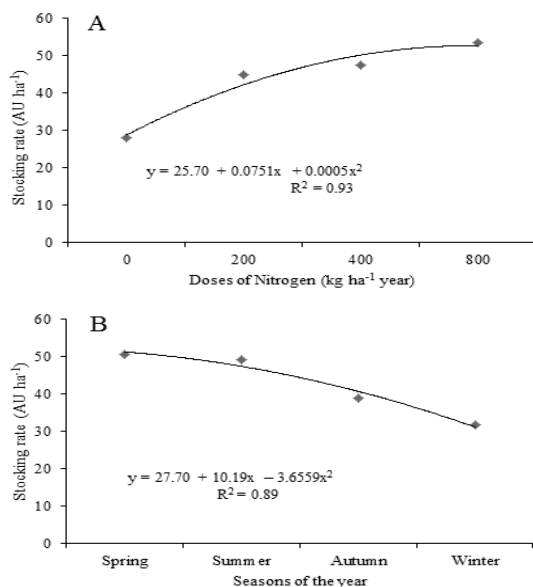 A
60
50
40
30
20
10
0
Stocking rate (AU ha⁻¹)
y = 25.70 + 0.0751x + 0.0005x²
R² = 0.93
0 200 400 800
Doses of Nitrogen (kg ha⁻¹ year)
B
60
50
40
30
20
10
0
Stocking rate (AU ha⁻¹)
y = 27.70 + 10.19x − 3.6559x²
R² = 0.89
Spring Summer Autumn Winter
Seasons of the year